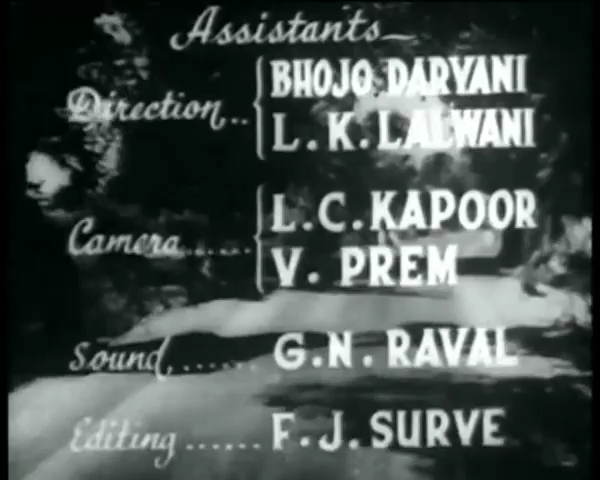 Assistants
Direction.. BHOJO DARYANI
L. K. LALWANI
Camera...... L.C. KAPOOR
V. PREM
Sound....... G.N. RAVAL
Editing...... F.J. SURVE